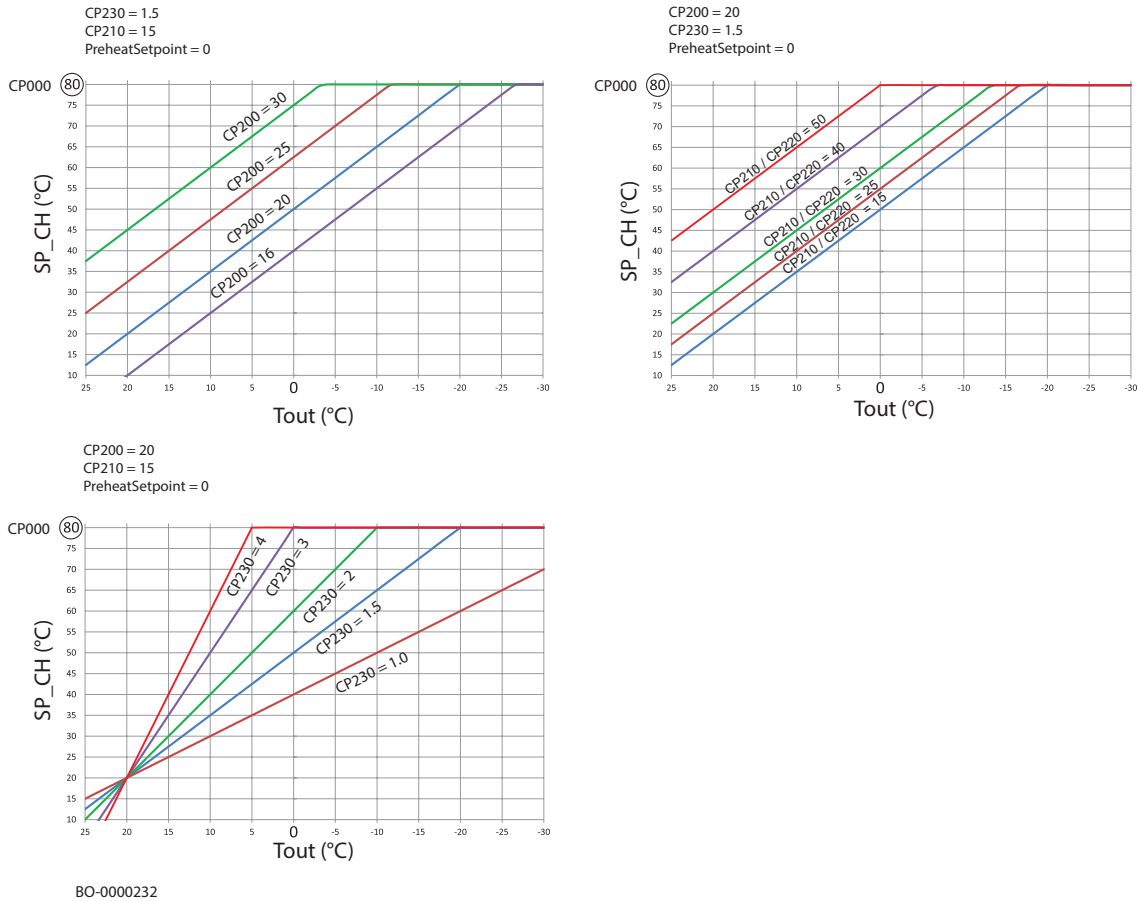 CP230 = 1.5
CP210 = 15
PreheatSetpoint = 0
CP000 80
75
70
65
60
55
50
45
40
35
30
25
20
15
10
SP_CH (°C)
CP200 = 30
CP200 = 25
CP200 = 20
CP200 = 16
25 20 15 10 5 0 -5 -10 -15 -20 -25 -30
Tout (°C)
CP200 = 20
CP230 = 1.5
PreheatSetpoint = 0
CP000 80
75
70
65
60
55
50
45
40
35
30
25
20
15
10
SP_CH (°C)
CP210 / CP220 = 50
CP210 / CP220 = 40
CP210 / CP220 = 30
CP210 / CP220 = 25
CP210 / CP220 = 15
25 20 15 10 5 0 -5 -10 -15 -20 -25 -30
Tout (°C)
CP200 = 20
CP210 = 15
PreheatSetpoint = 0
CP000 80
75
70
65
60
55
50
45
40
35
30
25
20
15
10
SP_CH (°C)
CP230 = 4
CP230 = 3
CP230 = 2
CP230 = 1.5
CP230 = 1.0
25 20 15 10 5 0 -5 -10 -15 -20 -25 -30
Tout (°C)
BO-0000232